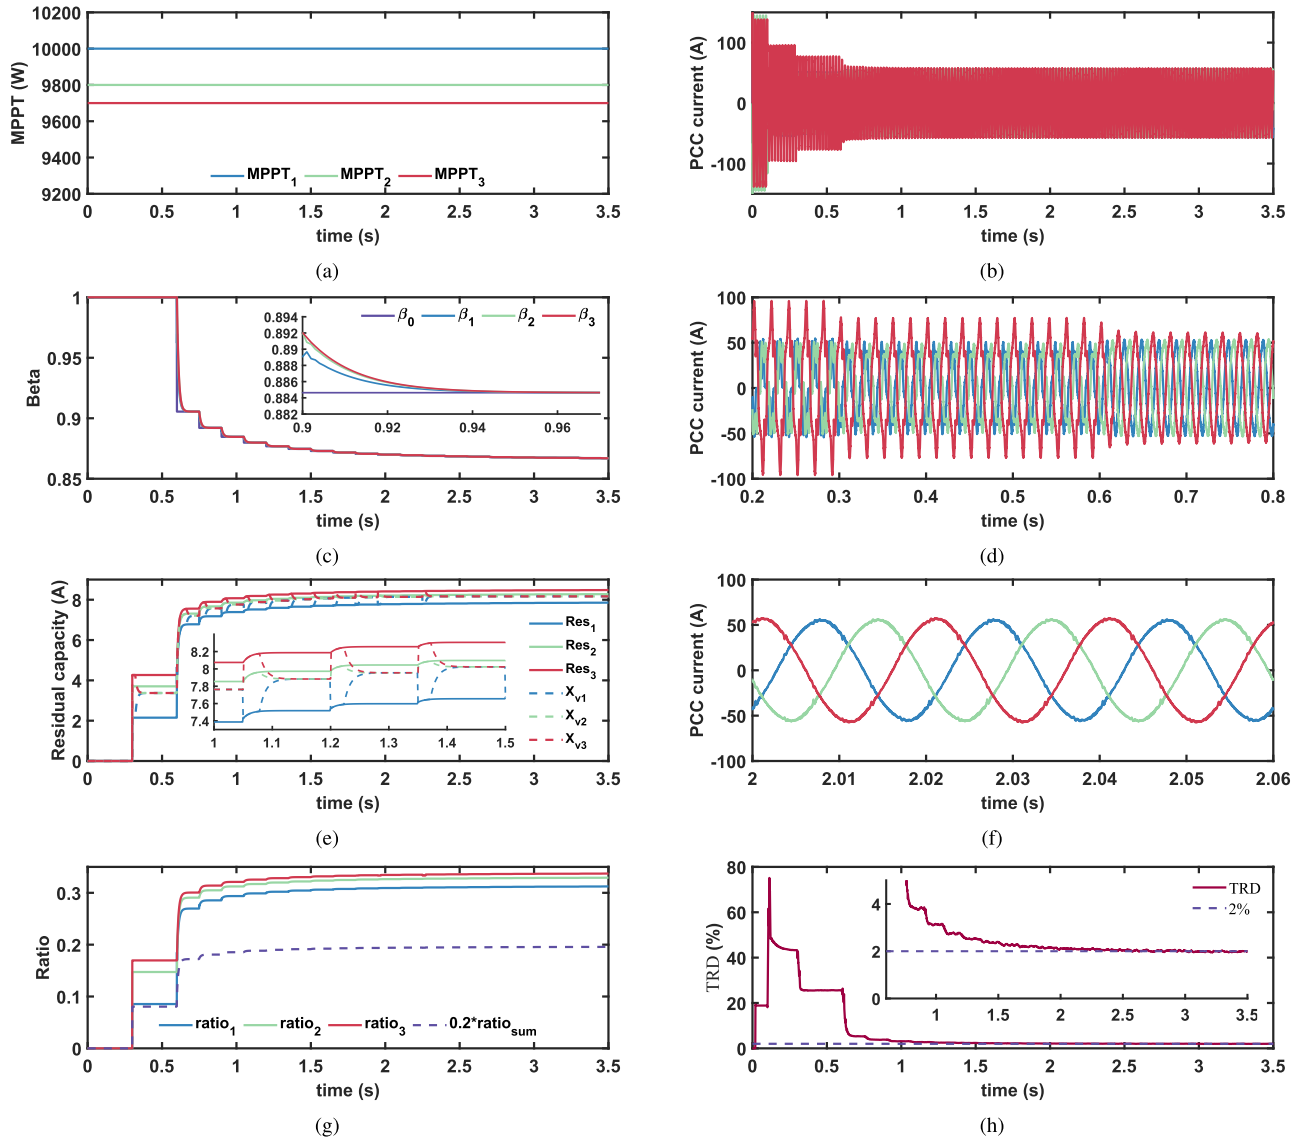 10200
10000
9800
9600
9400
9200
MPPT (W)
MPPT1 MPPT2 MPPT3
0 0.5 1 1.5 2 2.5 3 3.5
time (s)
(a)
100
0
-100
PCC current (A)
0 0.5 1 1.5 2 2.5 3 3.5
time (s)
(b)
1
0.95
0.9
0.85
Beta
β0 β1 β2 β3
0.894
0.892
0.89
0.888
0.886
0.884
0.882
0.9 0.92 0.94 0.96
0 0.5 1 1.5 2 2.5 3 3.5
time (s)
(c)
100
50
0
-50
-100
PCC current (A)
0.2 0.3 0.4 0.5 0.6 0.7 0.8
time (s)
(d)
8
6
4
2
0
Residual capacity (A)
Res1
Res2
Res3
Xv1
Xv2
Xv3
8.2
8
7.8
7.6
7.4
1 1.1 1.2 1.3 1.4 1.5
0 0.5 1 1.5 2 2.5 3 3.5
time (s)
(e)
100
50
0
-50
-100
PCC current (A)
2 2.01 2.02 2.03 2.04 2.05 2.06
time (s)
(f)
0.3
0.2
0.1
0
Ratio
ratio1 ratio2 ratio3 0.2*ratiosum
0 0.5 1 1.5 2 2.5 3 3.5
time (s)
(g)
80
60
40
20
0
TRD (%)
TRD
2%
4
2
0
1 1.5 2 2.5 3 3.5
0 0.5 1 1.5 2 2.5 3 3.5
time (s)
(h)